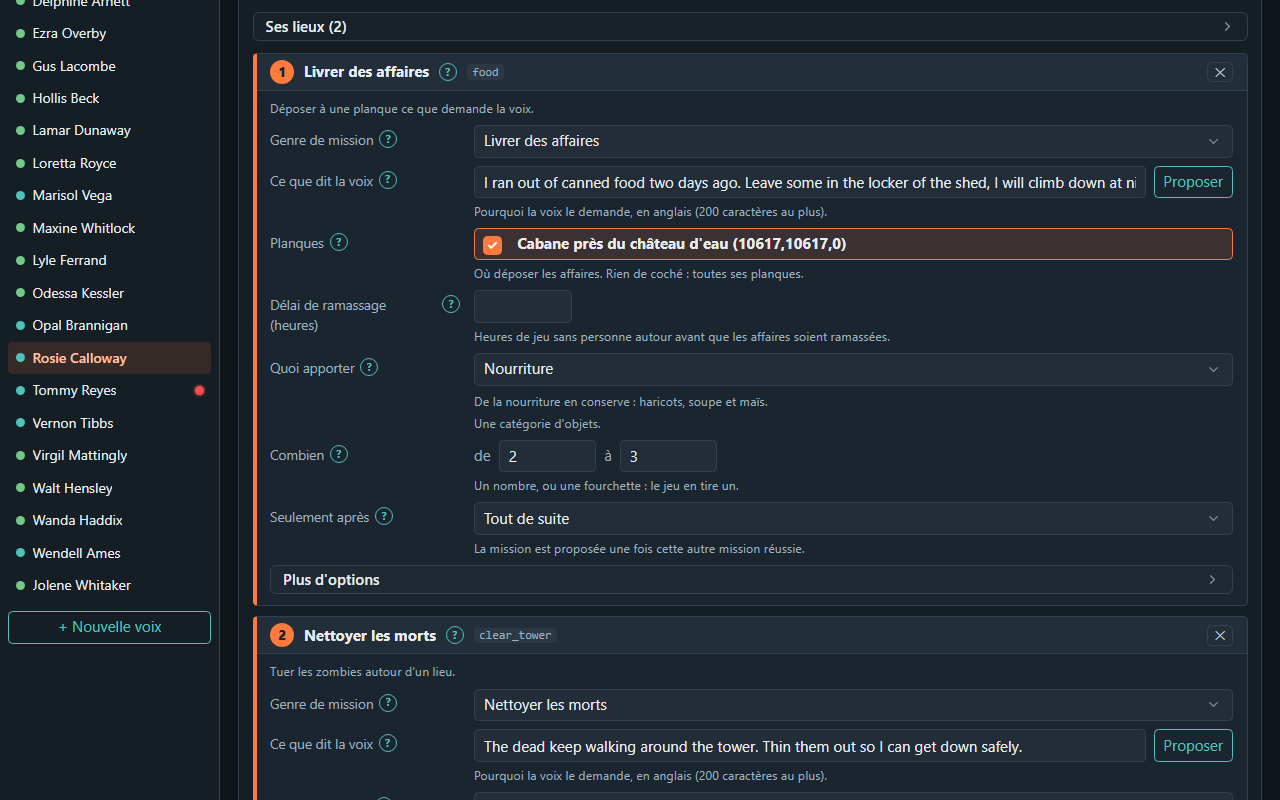 Delphine Arnett
Ezra Overby
Gus Lacombe
Hollis Beck
Lamar Dunaway
Loretta Royce
Marisol Vega
Maxine Whitlock
Lyle Ferrand
Odessa Kessler
Opal Brannigan
Rosie Calloway
Tommy Reyes
Vernon Tibbs
Virgil Mattingly
Walt Hensley
Wanda Haddix
Wendell Ames
Jolene Whitaker
+ Nouvelle voix
Ses lieux (2)
1 Livrer des affaires ? food
Déposer à une planque ce que demande la voix.
Genre de mission ? Livrer des affaires
Ce que dit la voix ? I ran out of canned food two days ago. Leave some in the locker of the shed, I will climb down at ni Proposer
Pourquoi la voix le demande, en anglais (200 caractères au plus).
Planques ? Cabane près du château d'eau (10617,10617,0)
Où déposer les affaires. Rien de coché : toutes ses planques.
Délai de ramassage (heures) ?
Heures de jeu sans personne autour avant que les affaires soient ramassées.
Quoi apporter ? Nourriture
De la nourriture en conserve : haricots, soupe et maïs.
Une catégorie d'objets.
Combien ? de 2 à 3
Un nombre, ou une fourchette : le jeu en tire un.
Seulement après ? Tout de suite
La mission est proposée une fois cette autre mission réussie.
Plus d'options
2 Nettoyer les morts ? clear_tower
Tuer les zombies autour d'un lieu.
Genre de mission ? Nettoyer les morts
Ce que dit la voix ? The dead keep walking around the tower. Thin them out so I can get down safely. Proposer
Pourquoi la voix le demande, en anglais (200 caractères au plus).